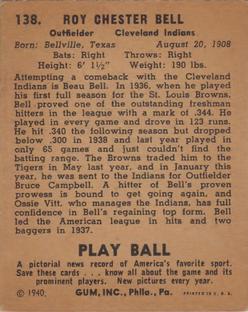 138. ROY CHESTER BELL
Outfielder Cleveland Indians
Born: Bellville, Texas August 20, 1908
Bats: Right Throws: Right
Height: 6' 1½" Weight: 190 lbs.
Attempting a comeback with the Cleveland
Indians is Beau Bell. In 1936, when he played
his first full season for the St. Louis Browns.
Bell proved one of the outstanding freshman
hitters in the league with a mark of .344. He
played in every game and drove in 123 runs.
He hit .340 the following season but dropped
below .300 in 1938 and last year played in
only 65 games and just couldn't find the
batting range. The Browns traded him to the
Tigers in May last year, and in January this
year, he was sent to the Indians for Outfielder
Bruce Campbell. A hitter of Bell's proven
prowess is bound to get going again, and
Ossie Vitt, who manages the Indians, has full
confidence in Bell's regaining top form. Bell
led the American league in hits and two
baggers in 1937.
PLAY BALL
A pictorial news record of America's favorite sport.
Save these cards . . . know all about the game and its
prominent players. New pictures every year.
© 1940, GUM, INC., Phila., Pa. PRINTED IN U. S. A.